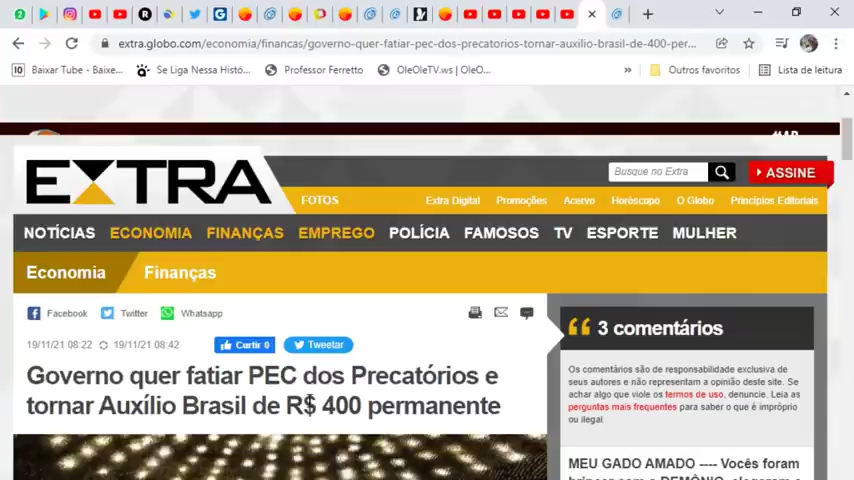 extra.globo.com/economia/financas/governo-quer-fatiar-pec-dos-precatorios-tornar-auxilio-brasil-de-400-per...
Baixar Tube - Baixe...
Se Liga Nessa Histó...
Professor Ferretto
OleOleTV.ws | OleO...
»
Outros favoritos
Lista de leitura
EXTRA
Busque no Extra
ASSINE
FOTOS
Extra Digital
Promoções
Acervo
Horóscopo
O Globo
Princípios Editoriais
NOTÍCIAS ECONOMIA FINANÇAS EMPREGO POLÍCIA FAMOSOS TV ESPORTE MULHER
Economia Finanças
Facebook Twitter Whatsapp
19/11/21 08:22 19/11/21 08:42
Curtir 0
Tweetar
Governo quer fatiar PEC dos Precatórios e
tornar Auxílio Brasil de R$ 400 permanente
3 comentários
Os comentários são de responsabilidade exclusiva de
seus autores e não representam a opinião deste site. Se
achar algo que viole os termos de uso, denuncie. Leia as
perguntas mais frequentes para saber o que é impróprio
ou ilegal.
MEU GADO AMADO ---- Vocês foram